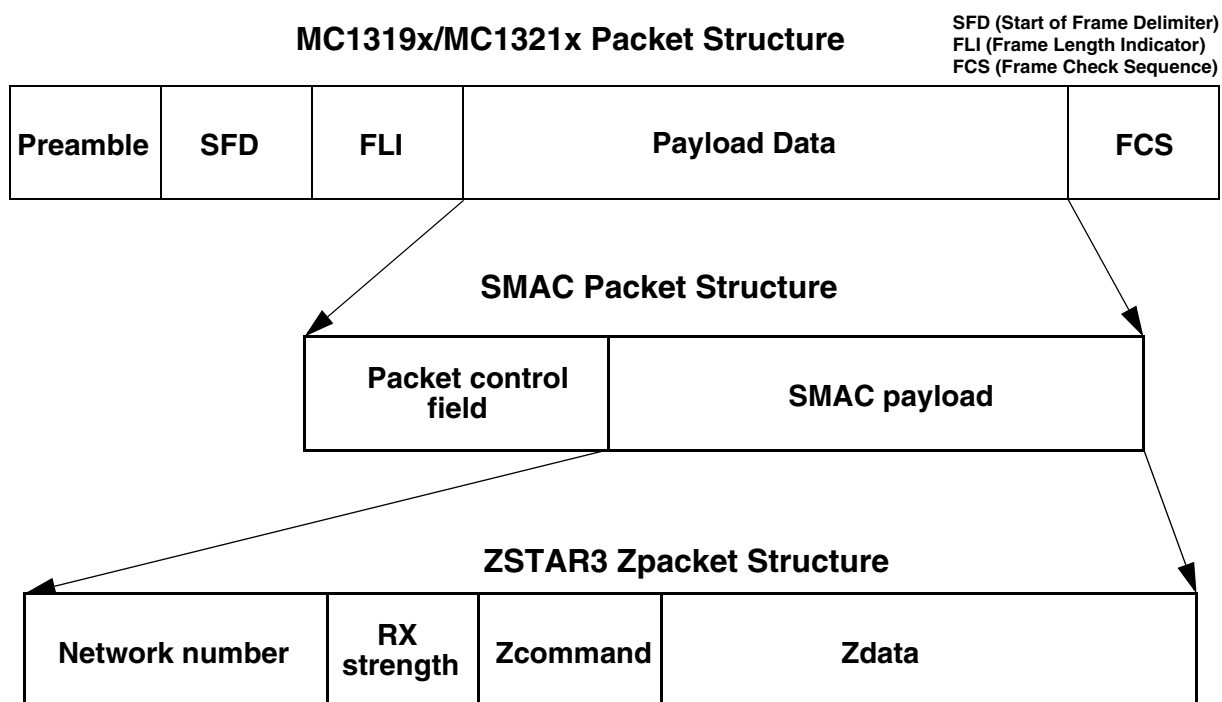 MC1319x/MC1321x Packet Structure
SFD (Start of Frame Delimiter)
FLI (Frame Length Indicator)
FCS (Frame Check Sequence)
Preamble SFD FLI Payload Data FCS
SMAC Packet Structure
Packet control
field
SMAC payload
ZSTAR3 Zpacket Structure
Network number
RX
strength
Zcommand
Zdata